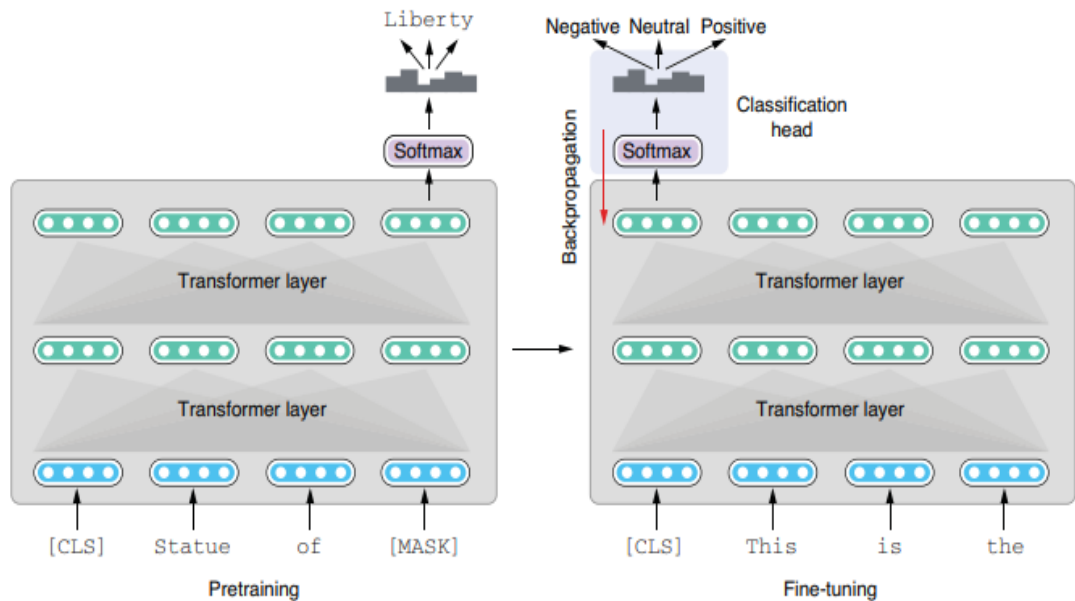 Liberty
Softmax
Transformer layer
Transformer layer
[CLS] Statue of [MASK]
Pretraining
Negative Neutral Positive
Classification
head
Softmax
Backpropagation
Transformer layer
Transformer layer
[CLS] This is the
Fine-tuning